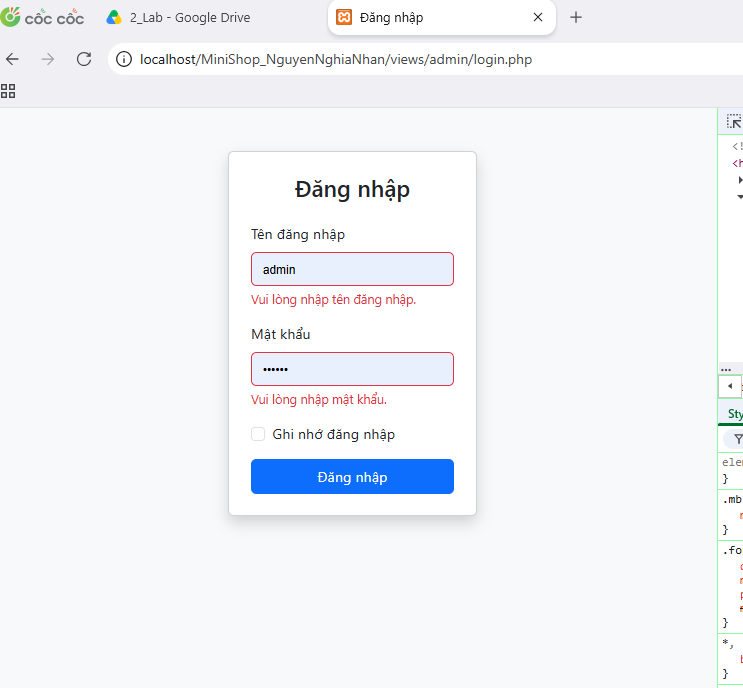 cốc cốc
2_Lab - Google Drive
Đăng nhập
localhost/MiniShop_NguyenNghiaNhan/views/admin/login.php
Đăng nhập
Tên đăng nhập
admin
Vui lòng nhập tên đăng nhập.
Mật khẩu
••••••
Vui lòng nhập mật khẩu.
Ghi nhớ đăng nhập
Đăng nhập
<!
<h
...
Sty
elem
}
.mb
}
.fo
}
*,
}